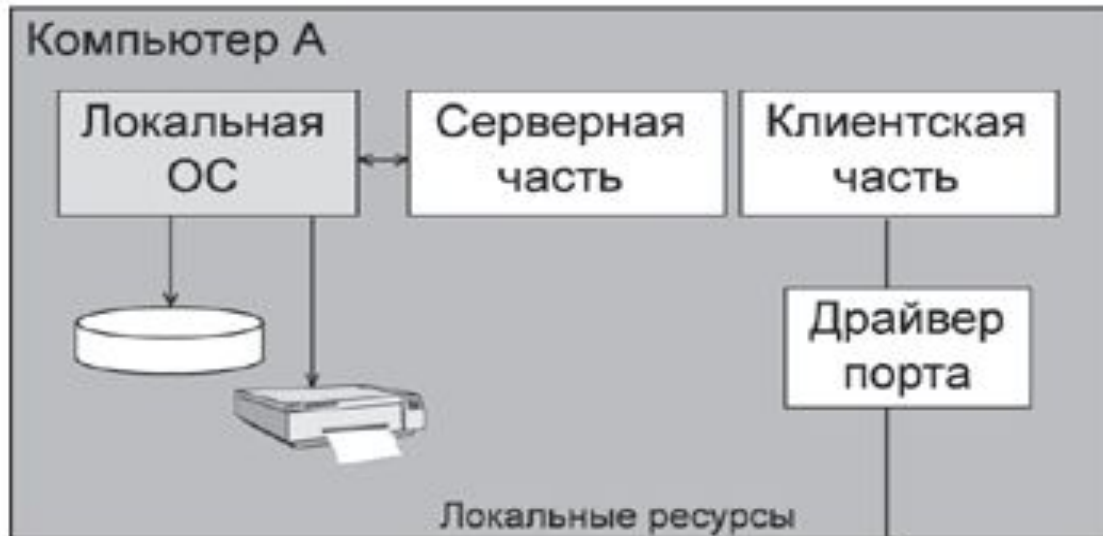 Компьютер А
Локальная
ОС
Серверная
часть
Клиентская
часть
Драйвер
порта
Локальные ресурсы